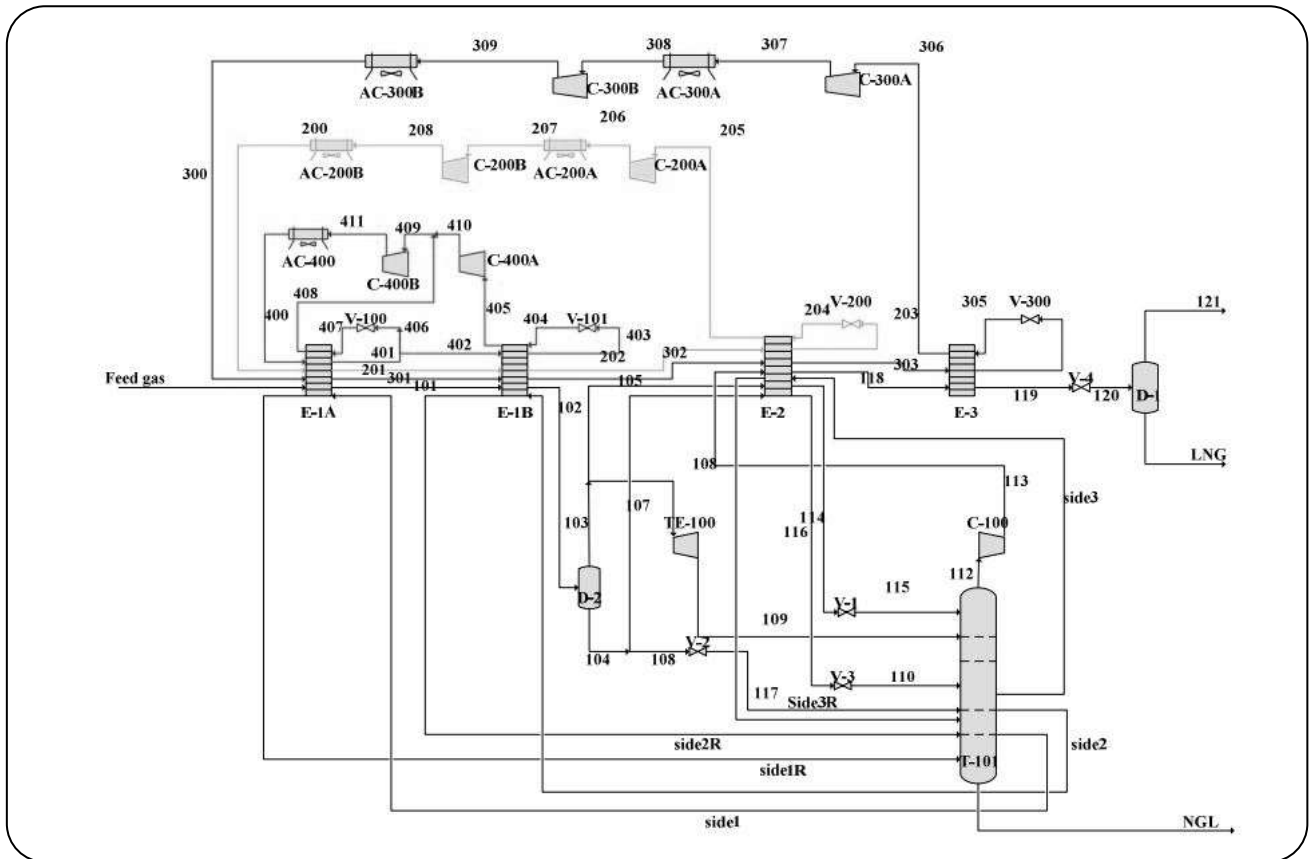 309
308
307
306
AC-300B
C-300B
AC-300A
C-300A
200
208
207
206
205
300
AC-200B
C-200B
AC-200A
C-200A
411
409
410
AC-400
C-400B
C-400A
400
408
405
204
V-200
203
305
V-300
121
407
V-100
406
404
V-101
403
401
402
202
302
303
201
Feed gas
301
101
105
118
V-4
E-1A
E-1B
102
E-2
E-3
119
120
D-1
108
113
LNG
side3
103
107
TE-100
116
114
C-100
112
D-2
V-1
115
109
V-2
104
108
V-3
110
117
Side3R
side2R
side2
side1R
T-101
side1
NGL